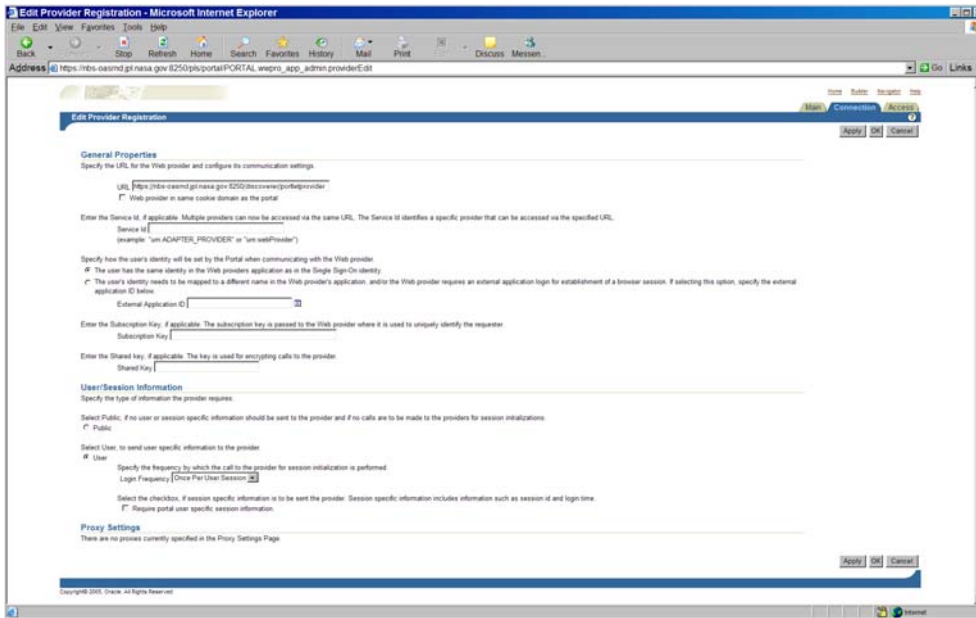 Edit Provider Registration - Microsoft Internet Explorer
File Edit View Favorites Tools Help
Back Stop Refresh Home Search Favorites History Mail Print Discuss Messen...
Address https://nbs-oasmd.jpl.nasa.gov:8250/pls/portal/PORTAL.wwpro_app_admin.providerEdit Go Links
Home Builder Navigator Help
Main Connection Access
Edit Provider Registration
Apply OK Cancel
General Properties
Specify the URL for the Web provider and configure its communication settings.
URL https://nbs-oasmd.jpl.nasa.gov:8250/discoverer/portletprovider
Web provider in same cookie domain as the portal
Enter the Service Id, if applicable. Multiple providers can now be accessed via the same URL. The Service Id identifies a specific provider that can be accessed via the specified URL.
Service Id
(example: "urn:ADAPTER_PROVIDER" or "urn:webProvider")
Specify how the user's identity will be set by the Portal when communicating with the Web provider.
The user has the same identity in the Web providers application as in the Single Sign-On identity.
The user's identity needs to be mapped to a different name in the Web provider's application, and/or the Web provider requires an external application login for establishment of a browser session. If selecting this option, specify the external
application ID below.
External Application ID
Enter the Subscription Key, if applicable. The subscription key is passed to the Web provider where it is used to uniquely identify the requester.
Subscription Key
Enter the Shared key, if applicable. The key is used for encrypting calls to the provider.
Shared Key
User/Session Information
Specify the type of information the provider requires.
Select Public, if no user or session specific information should be sent to the provider and if no calls are to be made to the providers for session initializations.
Public
Select User, to send user specific information to the provider
User
Specify the frequency by which the call to the provider for session initialization is performed.
Login Frequency Once Per User Session
Select the checkbox, if session specific information is to be sent the provider. Session specific information includes information such as session id and login time.
Require portal user specific session information.
Proxy Settings
There are no proxies currently specified in the Proxy Settings Page.
Apply OK Cancel
Copyright© 2005, Oracle. All Rights Reserved
Internet